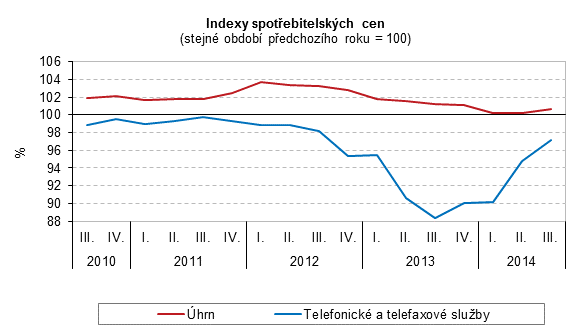 Indexy spotřebitelských cen
(stejné období předchozího roku = 100)
106
104
102
100
98
96
94
92
90
88
%
III. IV. I. II. III. IV. I. II. III. IV. I. II. III. IV. I. II. III.
2010 2011 2012 2013 2014
Úhrn Telefonické a telefaxové služby